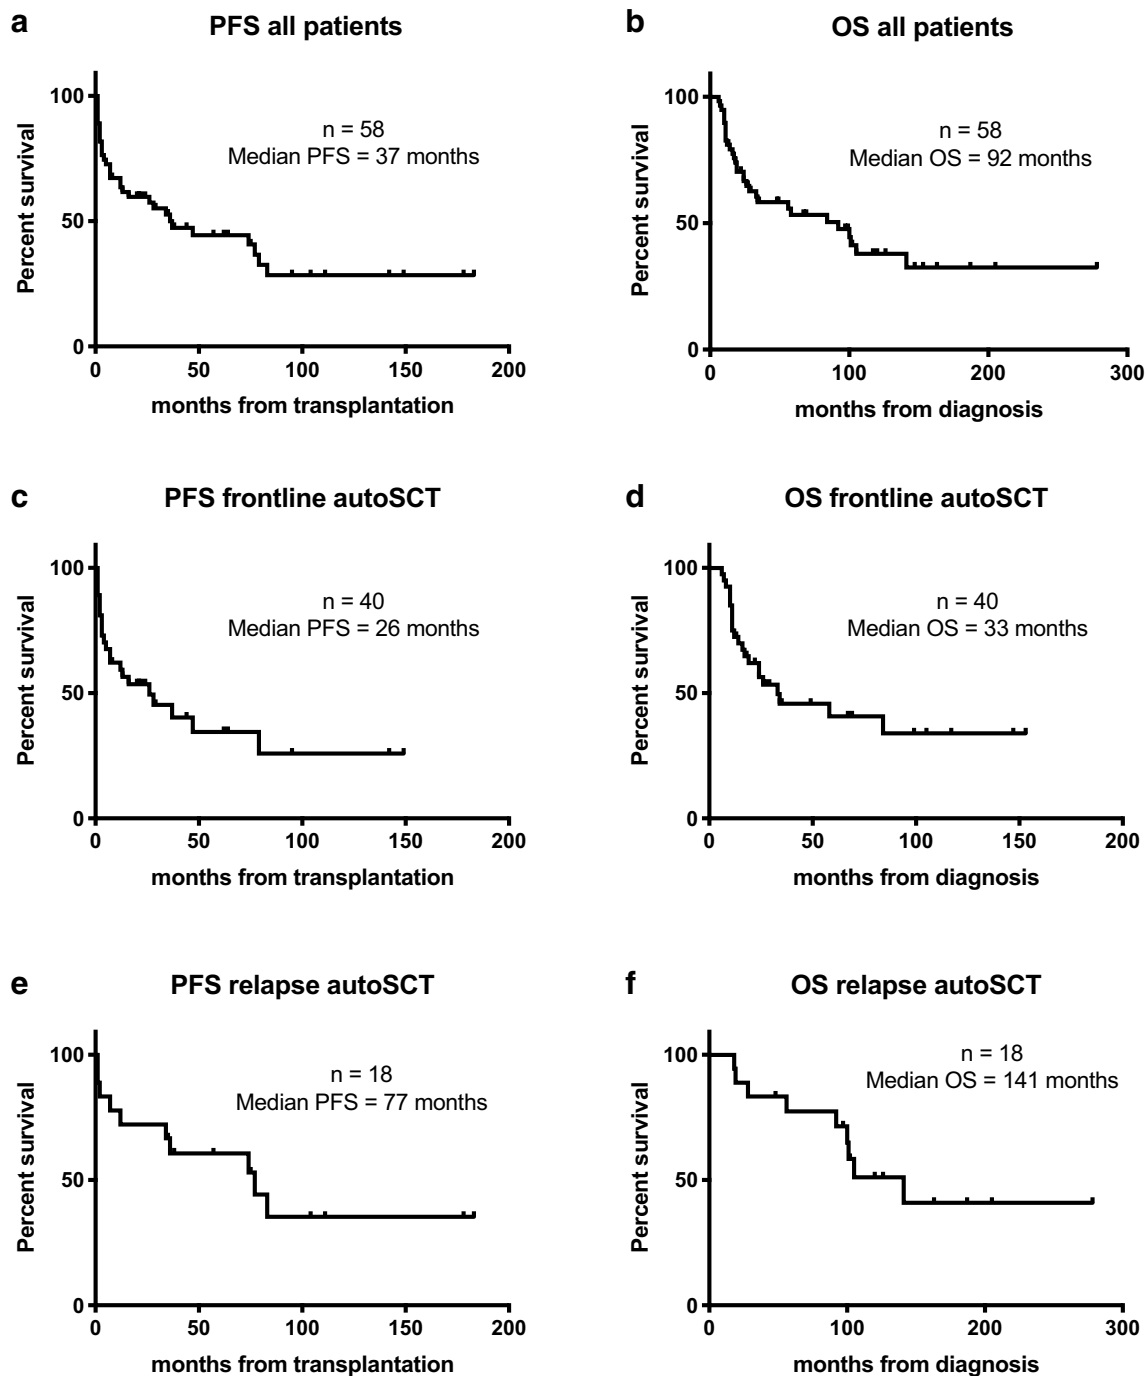 a
PFS all patients
Percent survival
100
50
0
n = 58
Median PFS = 37 months
0 50 100 150 200
months from transplantation
b
OS all patients
Percent survival
100
50
0
n = 58
Median OS = 92 months
0 100 200 300
months from diagnosis
c
PFS frontline autoSCT
Percent survival
100
50
0
n = 40
Median PFS = 26 months
0 50 100 150 200
months from transplantation
d
OS frontline autoSCT
Percent survival
100
50
0
n = 40
Median OS = 33 months
0 50 100 150 200
months from diagnosis
e
PFS relapse autoSCT
Percent survival
100
50
0
n = 18
Median PFS = 77 months
0 50 100 150 200
months from transplantation
f
OS relapse autoSCT
Percent survival
100
50
0
n = 18
Median OS = 141 months
0 100 200 300
months from diagnosis